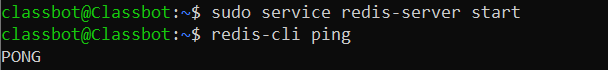 classbot@Classbot:~$ sudo service redis-server start
classbot@Classbot:~$ redis-cli ping
PONG